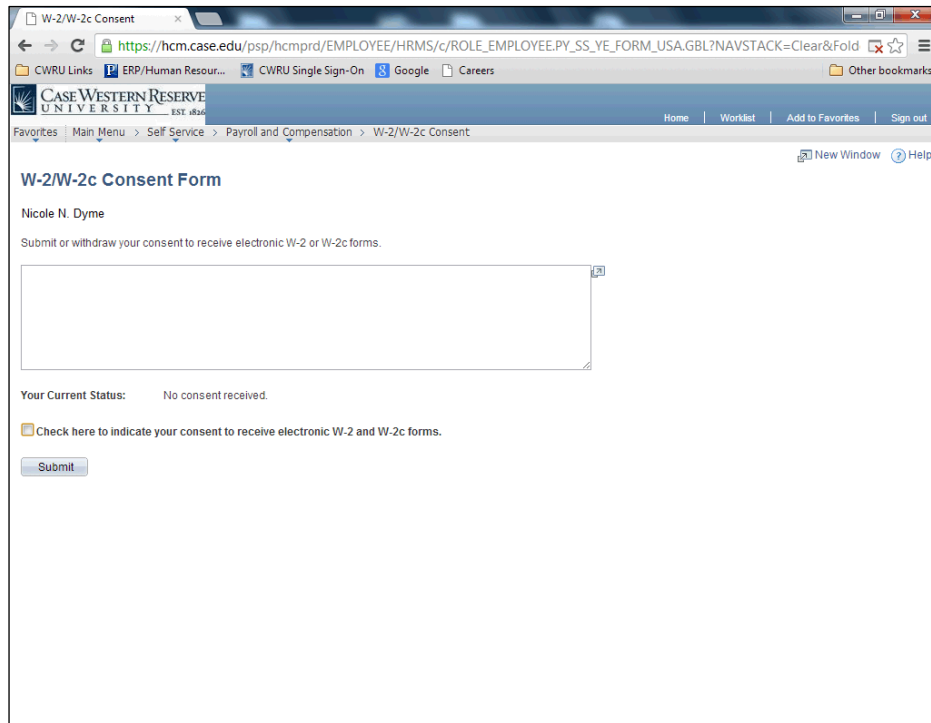 W-2/W-2c Consent
https://hcm.case.edu/psp/hcmprd/EMPLOYEE/HRMS/c/ROLE_EMPLOYEE.PY_SS_YE_FORM_USA.GBL?NAVSTACK=Clear&Fold
CWRU Links ERP/Human Resour... CWRU Single Sign-On Google Careers Other bookmarks
CASE WESTERN RESERVE
UNIVERSITY EST. 1826
Home Worklist Add to Favorites Sign out
Favorites Main Menu > Self Service > Payroll and Compensation > W-2/W-2c Consent
New Window Help
W-2/W-2c Consent Form
Nicole N. Dyme
Submit or withdraw your consent to receive electronic W-2 or W-2c forms.
Your Current Status: No consent received.
Check here to indicate your consent to receive electronic W-2 and W-2c forms.
Submit